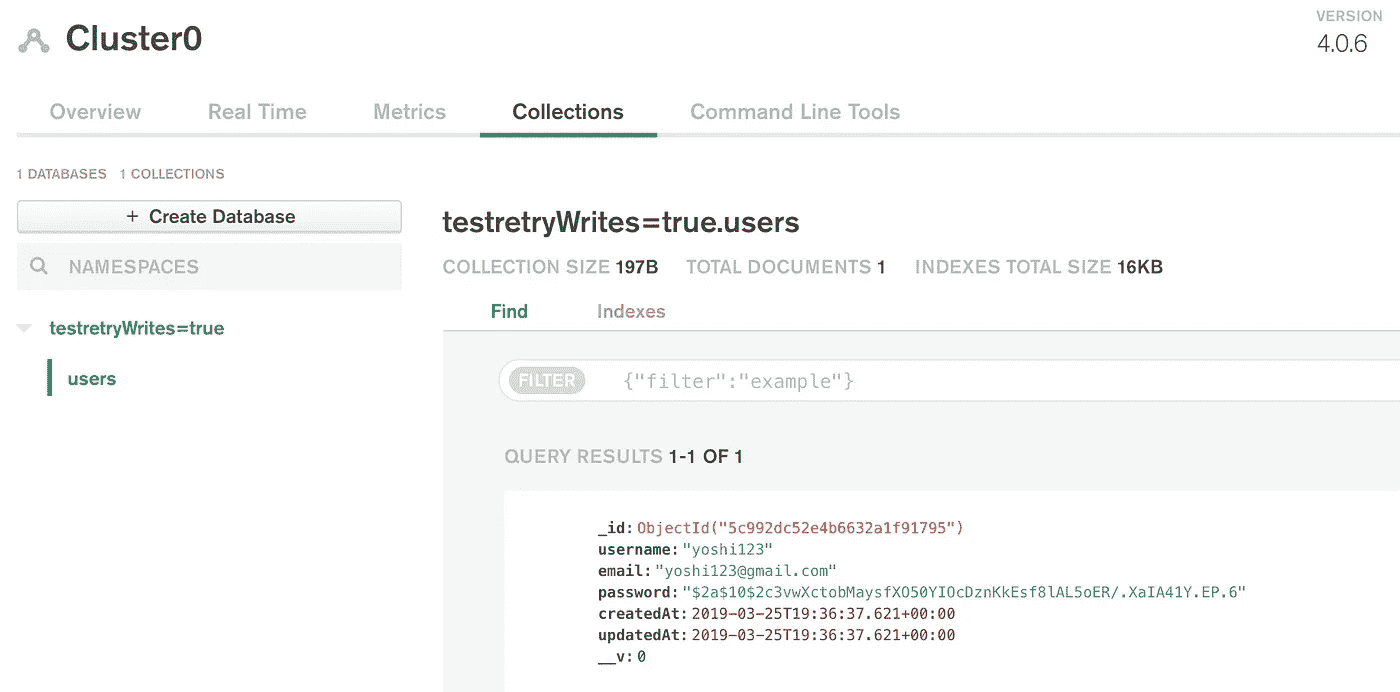 Cluster0
VERSION
4.0.6
Overview Real Time Metrics Collections Command Line Tools
1 DATABASES 1 COLLECTIONS
+ Create Database
NAMESPACES
testretryWrites=true
users
testretryWrites=true.users
COLLECTION SIZE 197B TOTAL DOCUMENTS 1 INDEXES TOTAL SIZE 16KB
Find Indexes
FILTER {"filter":"example"}
QUERY RESULTS 1-1 OF 1
_id: ObjectId("5c992dc52e4b6632a1f91795")
username: "yoshi123"
email: "yoshi123@gmail.com"
password: "$2a$10$2c3vwXctobMaysfXO50YIOcDznKkEsf8lAL5oER/.XaIA41Y.EP.6"
createdAt: 2019-03-25T19:36:37.621+00:00
updatedAt: 2019-03-25T19:36:37.621+00:00
__v: 0